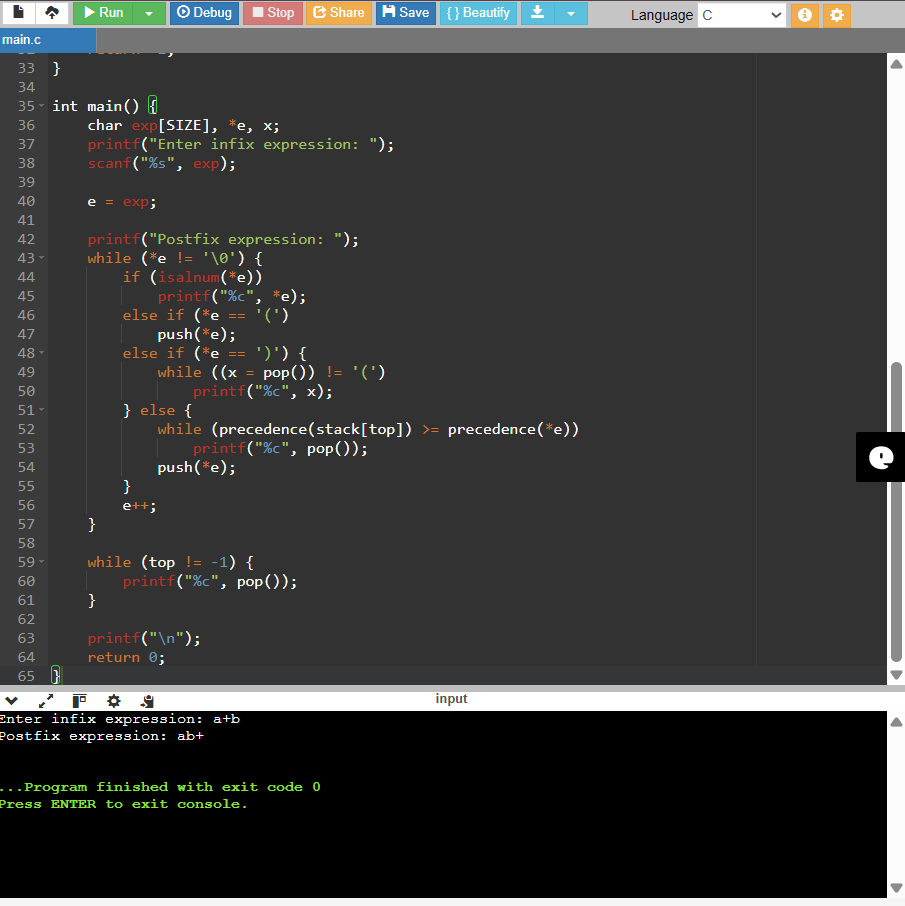 Run Debug Stop Share Save { } Beautify Language C
main.c
33 }
34
35 int main() {
36     char exp[SIZE], *e, x;
37     printf("Enter infix expression: ");
38     scanf("%s", exp);
39
40     e = exp;
41
42     printf("Postfix expression: ");
43     while (*e != '\0') {
44         if (isalnum(*e))
45             printf("%c", *e);
46         else if (*e == '(')
47             push(*e);
48         else if (*e == ')') {
49             while ((x = pop()) != '(')
50                 printf("%c", x);
51         } else {
52             while (precedence(stack[top]) >= precedence(*e))
53                 printf("%c", pop());
54             push(*e);
55         }
56         e++;
57     }
58
59     while (top != -1) {
60         printf("%c", pop());
61     }
62
63     printf("\n");
64     return 0;
65 }
input
Enter infix expression: a+b
Postfix expression: ab+
...Program finished with exit code 0
Press ENTER to exit console.